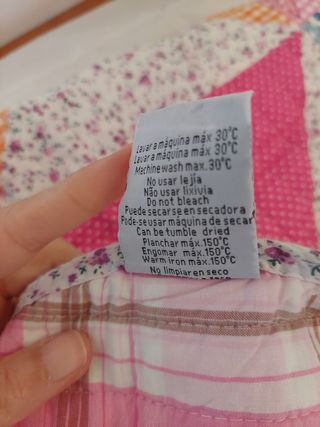 Lavar a máquina máx 30°C
Lavar a máquina máx 30°C
Machine wash max. 30°C
No usar lejía
Não usar lixivia
Do not bleach
Puede secarse en secadora
Pode-se usar máquina de secar
Can be tumble dried
Planchar máx.150°C
Engomar máx.150°C
Warm iron máx.150°C
No limpiar en seco